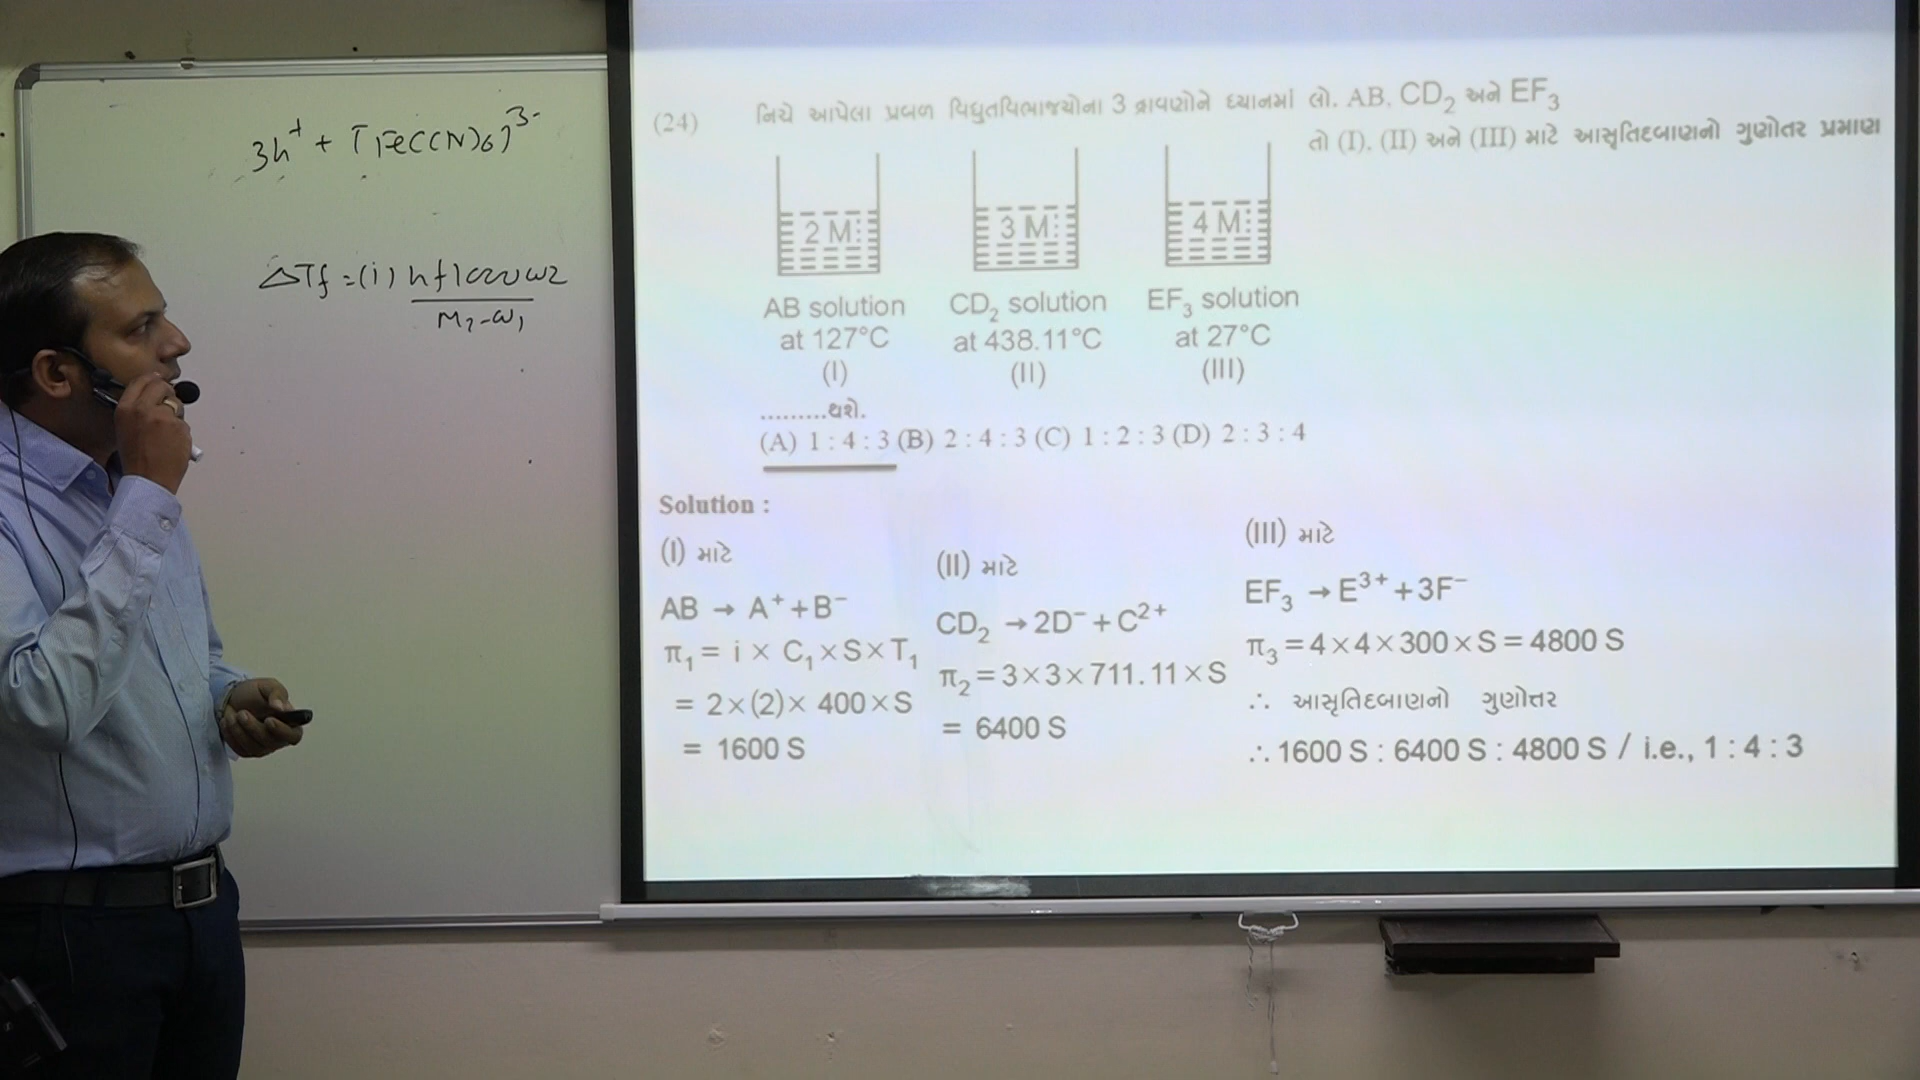 3h⁺ + [Fe(CN)6]³⁻
ΔTf = (i) hf1000w2
M2-w1
(24) નિચે આપેલા પ્રબળ વિદ્યુતવિભાજ્યોના 3 દ્રાવણોને ધ્યાનમાં લો. AB, CD₂ અને EF₃
તો (I), (II) અને (III) માટે આસૃતિદબાણનો ગુણોતર પ્રમાણ
2 M 3 M 4 M
AB solution CD₂ solution EF₃ solution
at 127°C at 438.11°C at 27°C
(I) (II) (III)
.........થશે.
(A) 1 : 4 : 3 (B) 2 : 4 : 3 (C) 1 : 2 : 3 (D) 2 : 3 : 4
Solution :
(I) માટે
AB → A⁺ + B⁻
π₁ = i × C₁ × S × T₁
= 2 × (2) × 400 × S
= 1600 S
(II) માટે
CD₂ → 2D⁻ + C²⁺
π₂ = 3 × 3 × 711.11 × S
= 6400 S
(III) માટે
EF₃ → E³⁺ + 3F⁻
π₃ = 4 × 4 × 300 × S = 4800 S
∴ આસૃતિદબાણનો ગુણોત્તર
∴ 1600 S : 6400 S : 4800 S / i.e., 1 : 4 : 3